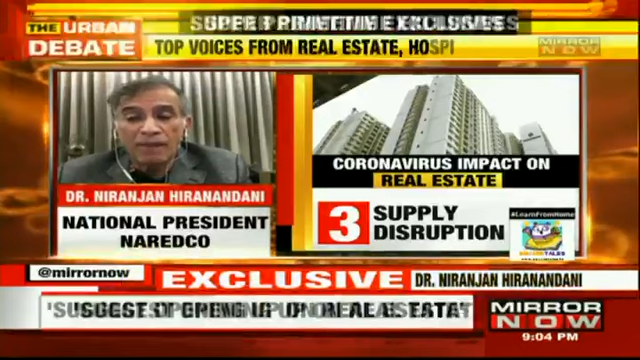 THE URBAN
DEBATE
EXCLUSIVE
TOP VOICES FROM REAL ESTATE, HOSPI
MIRROR
NOW
DR. NIRANJAN HIRANANDANI
NATIONAL PRESIDENT
NAREDCO
CORONAVIRUS IMPACT ON
REAL ESTATE
3 SUPPLY
DISRUPTION
#LearnFromHome
@mirrornow
EXCLUSIVE
DR. NIRANJAN HIRANANDANI
MIRROR
NOW
9:04 PM